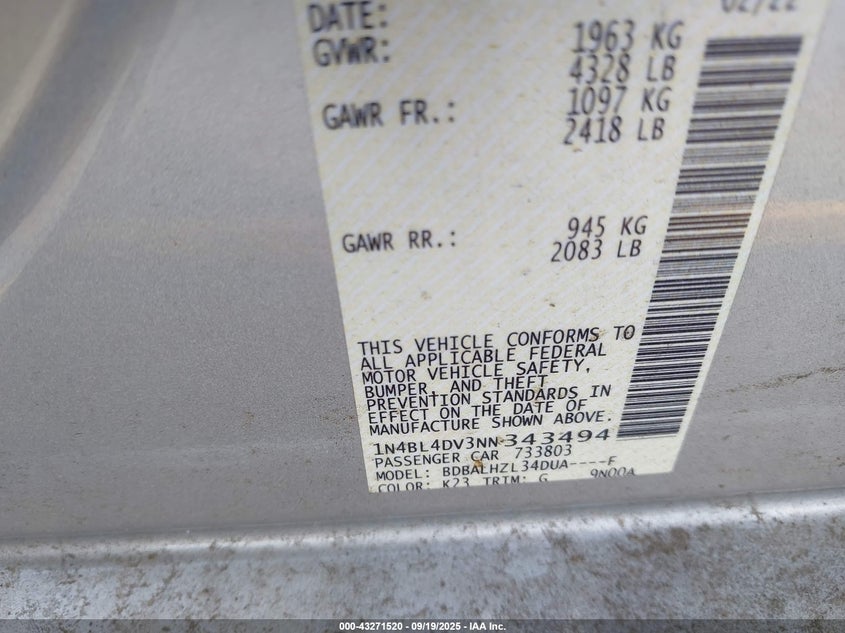 DATE: 02/22
GVWR: 1963 KG
4328 LB
GAWR FR.: 1097 KG
2418 LB
GAWR RR.: 945 KG
2083 LB
THIS VEHICLE CONFORMS TO
ALL APPLICABLE FEDERAL
MOTOR VEHICLE SAFETY,
BUMPER, AND THEFT
PREVENTION STANDARDS IN
EFFECT ON THE DATE OF
MANUFACTURE SHOWN ABOVE.
1N4BL4DV3NN343494
PASSENGER CAR 733803
MODEL: BDBALHZL34DUA----F
COLOR: K23 TRIM: G 9N00A
000-43271520 - 09/19/2025 - IAA Inc.